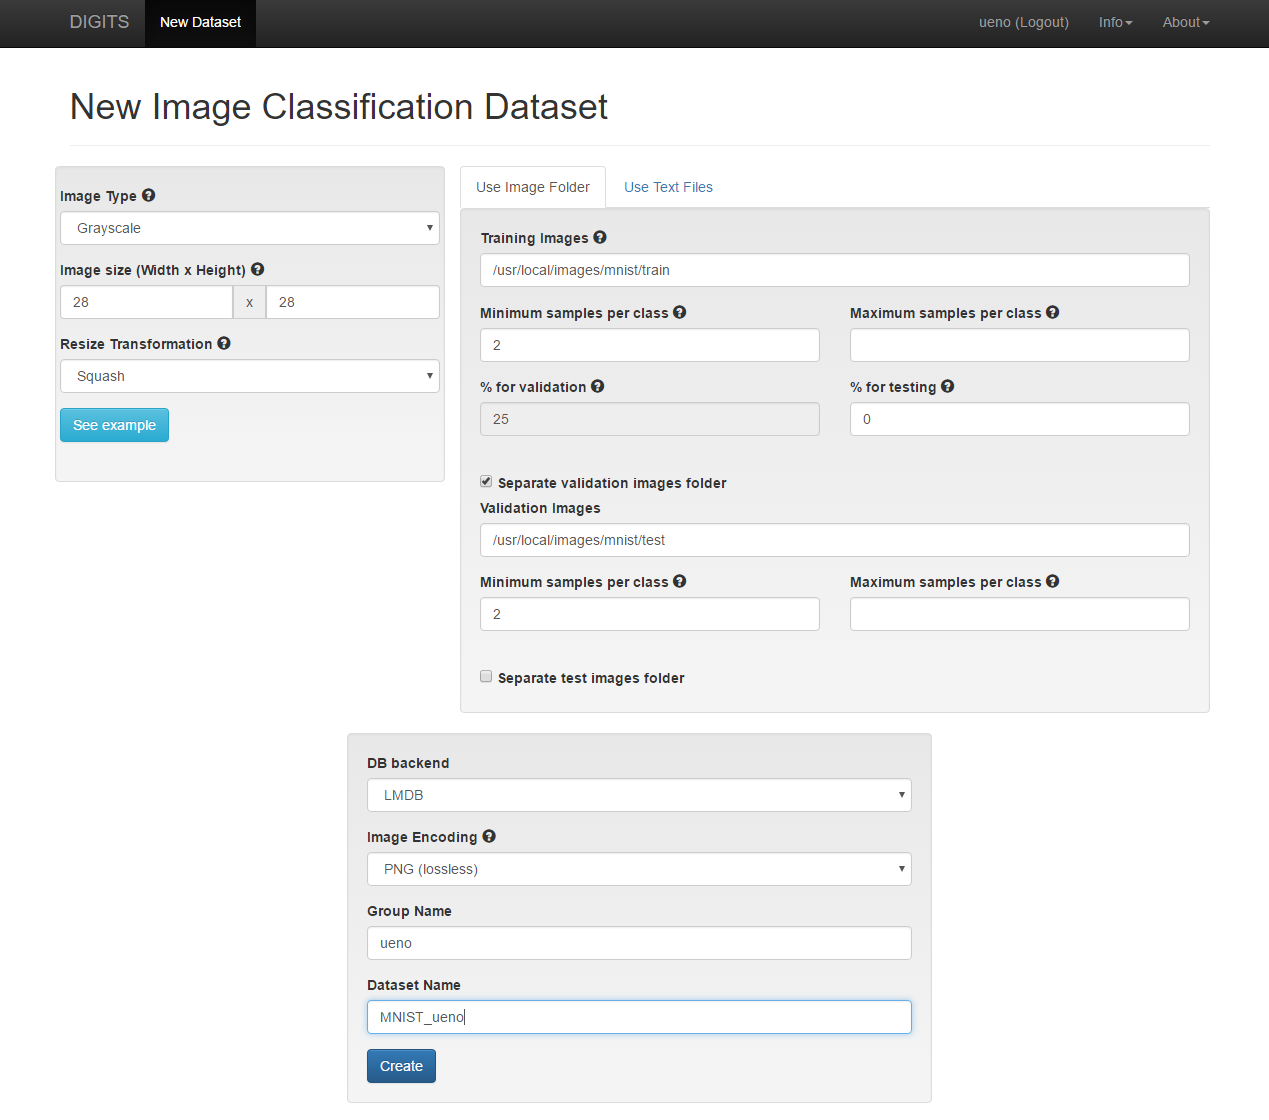 DIGITS New Dataset ueno (Logout) Info About
New Image Classification Dataset
Image Type
Grayscale
Image size (Width x Height)
28 x 28
Resize Transformation
Squash
See example
Use Image Folder Use Text Files
Training Images
/usr/local/images/mnist/train
Minimum samples per class Maximum samples per class
2
% for validation % for testing
25 0
Separate validation images folder
Validation Images
/usr/local/images/mnist/test
Minimum samples per class Maximum samples per class
2
Separate test images folder
DB backend
LMDB
Image Encoding
PNG (lossless)
Group Name
ueno
Dataset Name
MNIST_ueno
Create